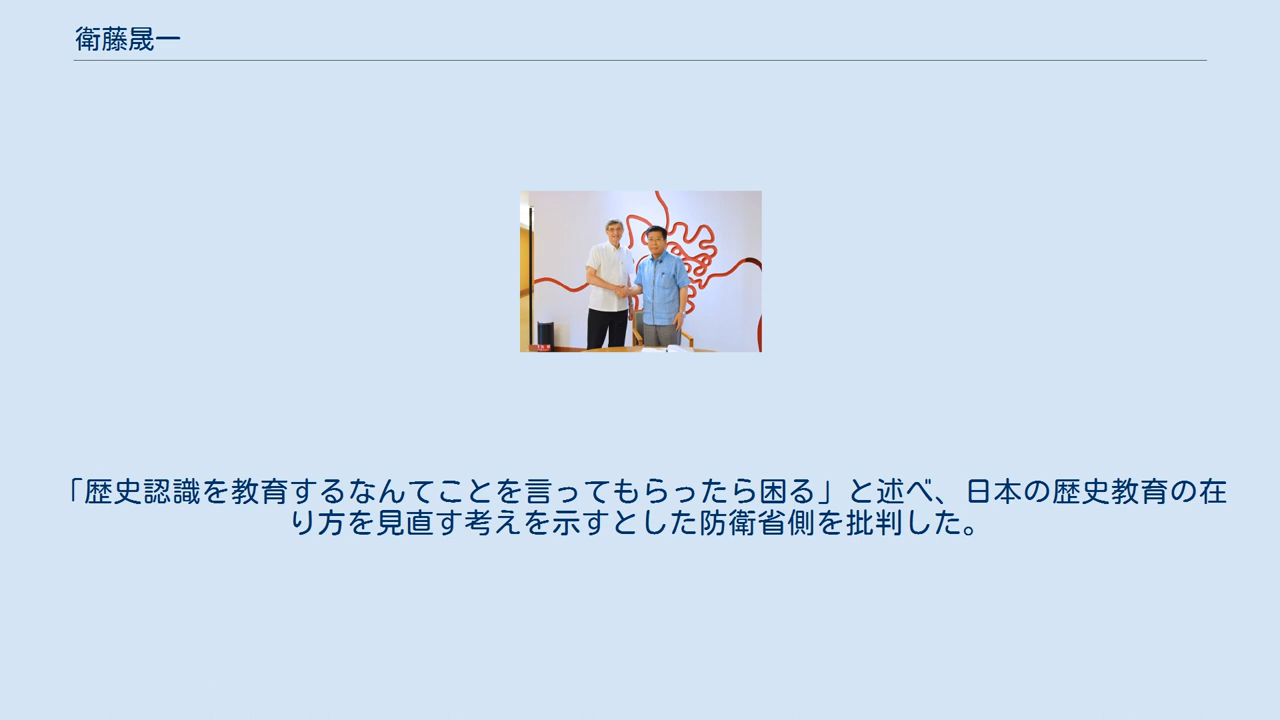 衛藤晟一
「歴史認識を教育するなんてことを言ってもらったら困る」と述べ、日本の歴史教育の在
り方を見直す考えを示すとした防衛省側を批判した。